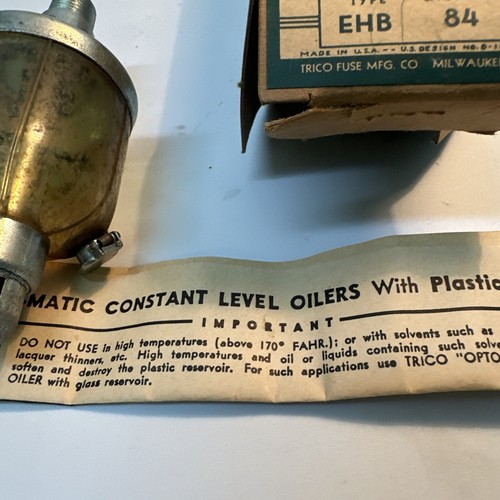 TYPE
EHB 84
MADE IN U.S.A. -- U.S. DESIGN NO.
TRICO FUSE MFG. CO MILWAUKEE
MATIC CONSTANT LEVEL OILERS With Plastic
IMPORTANT
DO NOT USE in high temperatures (above 170° FAHR.); or with solvents such as
lacquer thinners, etc. High temperatures and oil or liquids containing such solve
soften and destroy the plastic reservoir. For such applications use TRICO "OPTO
OILER with glass reservoir.